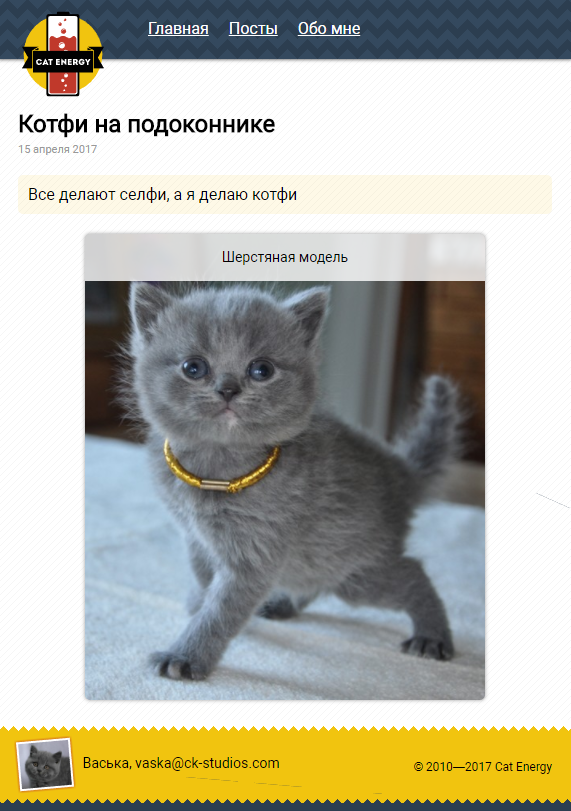 Главная Посты Обо мне
CAT ENERGY
Котфи на подоконнике
15 апреля 2017
Все делают селфи, а я делаю котфи
Шерстяная модель
Васька, vaska@ck-studios.com
© 2010—2017 Cat Energy